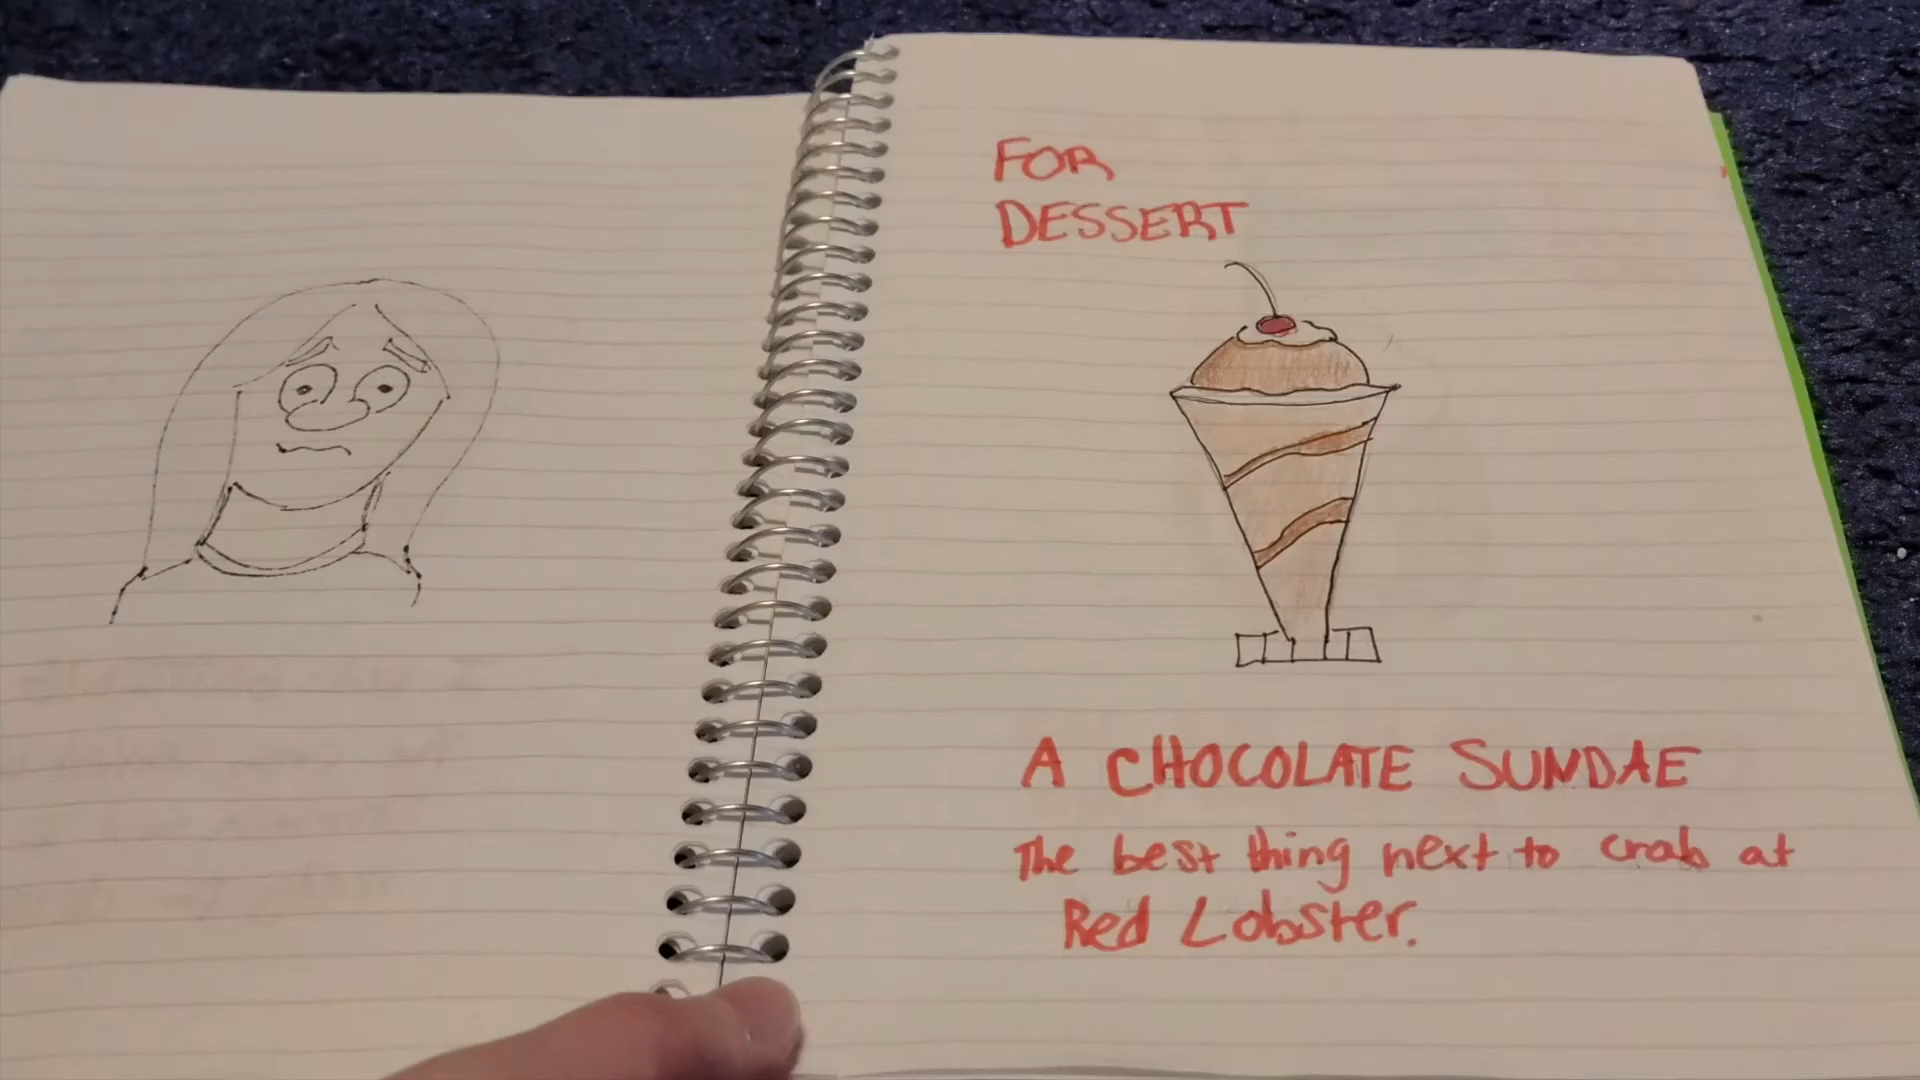 FOR
DESSERT
A CHOCOLATE SUNDAE
The best thing next to crab at
Red Lobster.